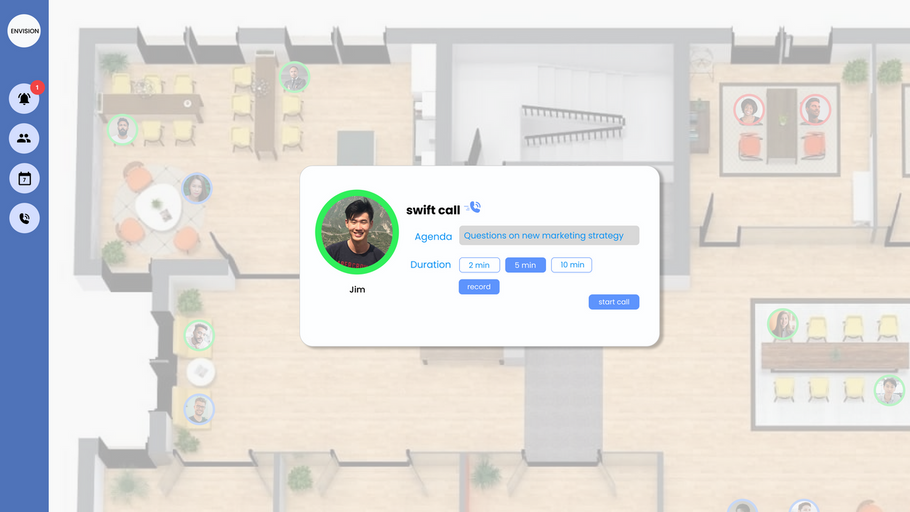 ENVISION
1
7
swift call
Agenda Questions on new marketing strategy
Duration 2 min 5 min 10 min
record
Jim
start call